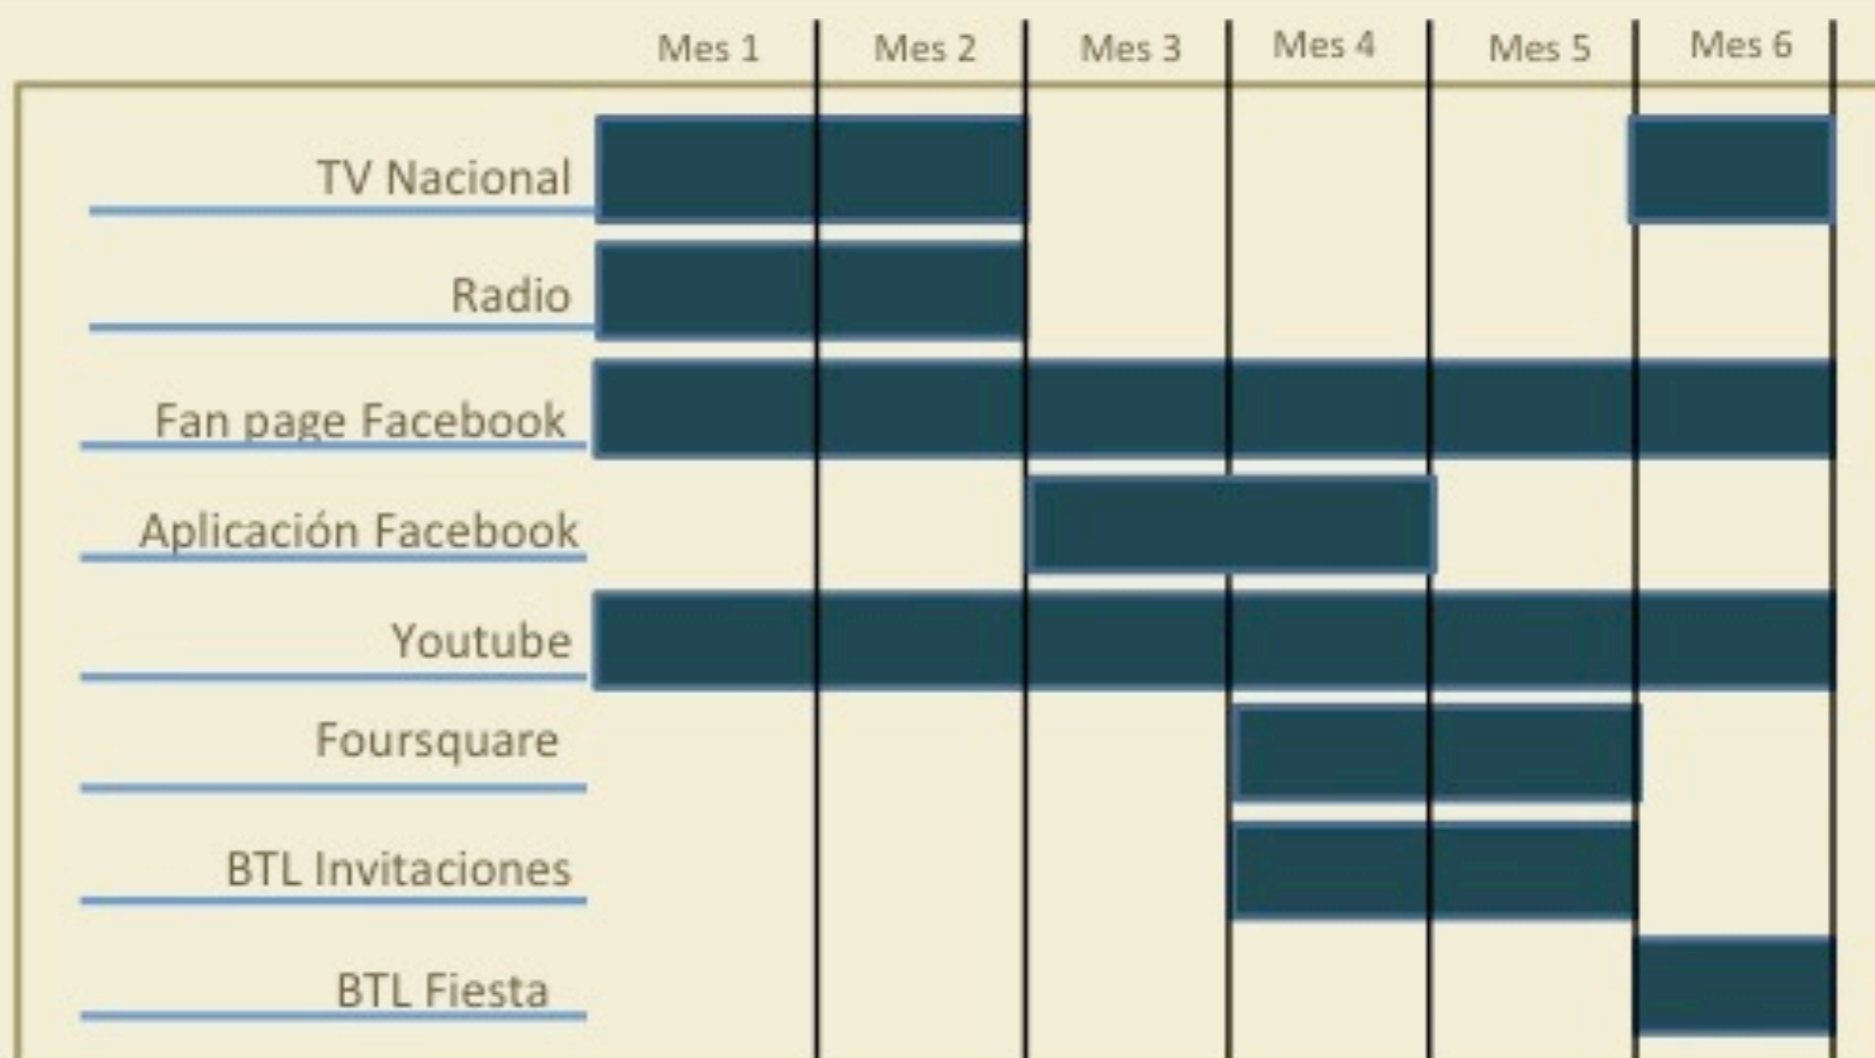 Mes 1 Mes 2 Mes 3 Mes 4 Mes 5 Mes 6
TV Nacional
Radio
Fan page Facebook
Aplicación Facebook
Youtube
Foursquare
BTL Invitaciones
BTL Fiesta